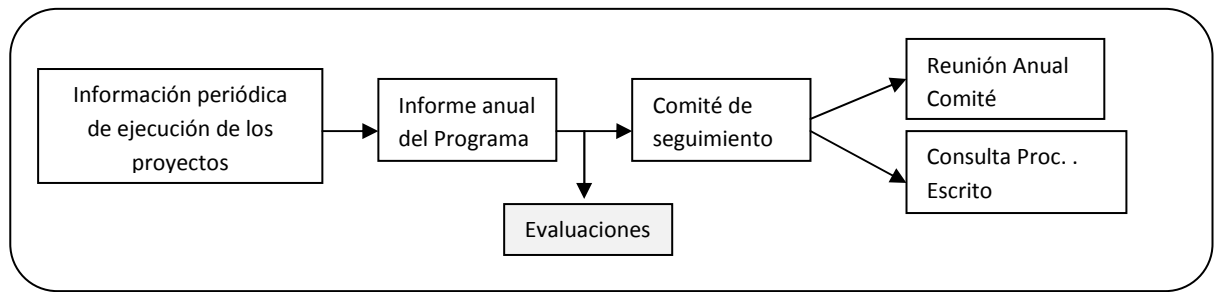 Información periódica
de ejecución de los
proyectos
Informe anual
del Programa
Evaluaciones
Comité de
seguimiento
Reunión Anual
Comité
Consulta Proc. .
Escrito